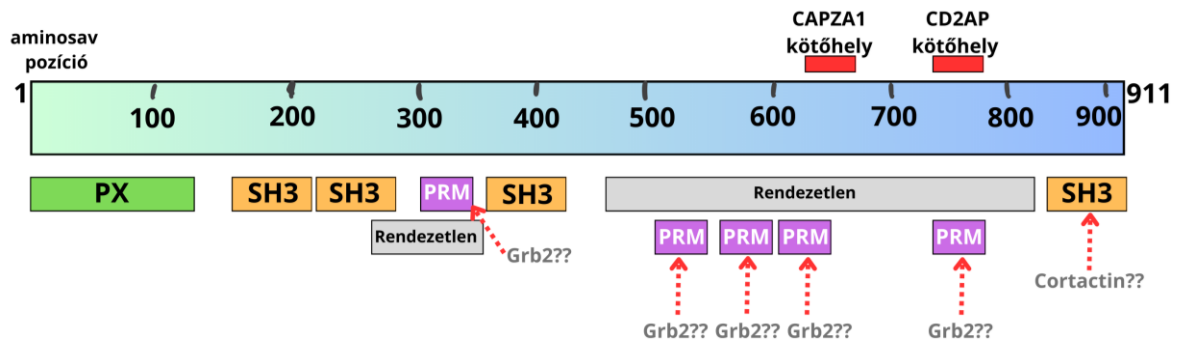 aminosav
pozíció
CAPZA1
kötőhely
CD2AP
kötőhely
1
100
200
300
400
500
600
700
800
900
911
PX
SH3
SH3
PRM
SH3
Rendezetlen
SH3
Rendezetlen
PRM
PRM
PRM
PRM
Grb2??
Cortactin??
Grb2??
Grb2??
Grb2??
Grb2??